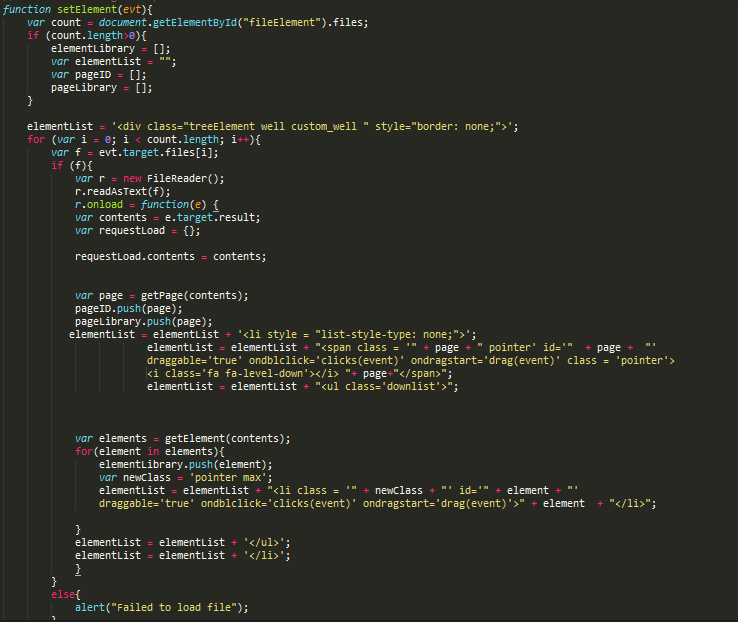 function setElement(evt){
var count = document.getElementById("fileElement").files;
if (count.length>0){
elementLibrary = [];
var elementList = "";
var pageID = [];
pageLibrary = [];
}
elementList = '<div class="treeElement well custom_well " style="border: none;">';
for (var i = 0; i < count.length; i++){
var f = evt.target.files[i];
if (f){
var r = new FileReader();
r.readAsText(f);
r.onload = function(e) {
var contents = e.target.result;
var requestLoad = {};
requestLoad.contents = contents;
var page = getPage(contents);
pageID.push(page);
pageLibrary.push(page);
elementList = elementList + '<li style = "list-style-type: none;">';
elementList = elementList + "<span class = '" + page + " pointer' id='"  + page +  "'
draggable='true' ondblclick='clicks(event)' ondragstart='drag(event)' class = 'pointer'>
<i class='fa fa-level-down'></i> "+ page+"</span>";
elementList = elementList + "<ul class='downlist'>";
var elements = getElement(contents);
for(element in elements){
elementLibrary.push(element);
var newClass = 'pointer max';
elementList = elementList + "<li class = '" + newClass + "' id='" + element + "'
draggable='true' ondblclick='clicks(event)' ondragstart='drag(event)'>" + element  + "</li>";
}
elementList = elementList + '</ul>';
elementList = elementList + '</li>';
}
}
else{
alert("Failed to load file");
}